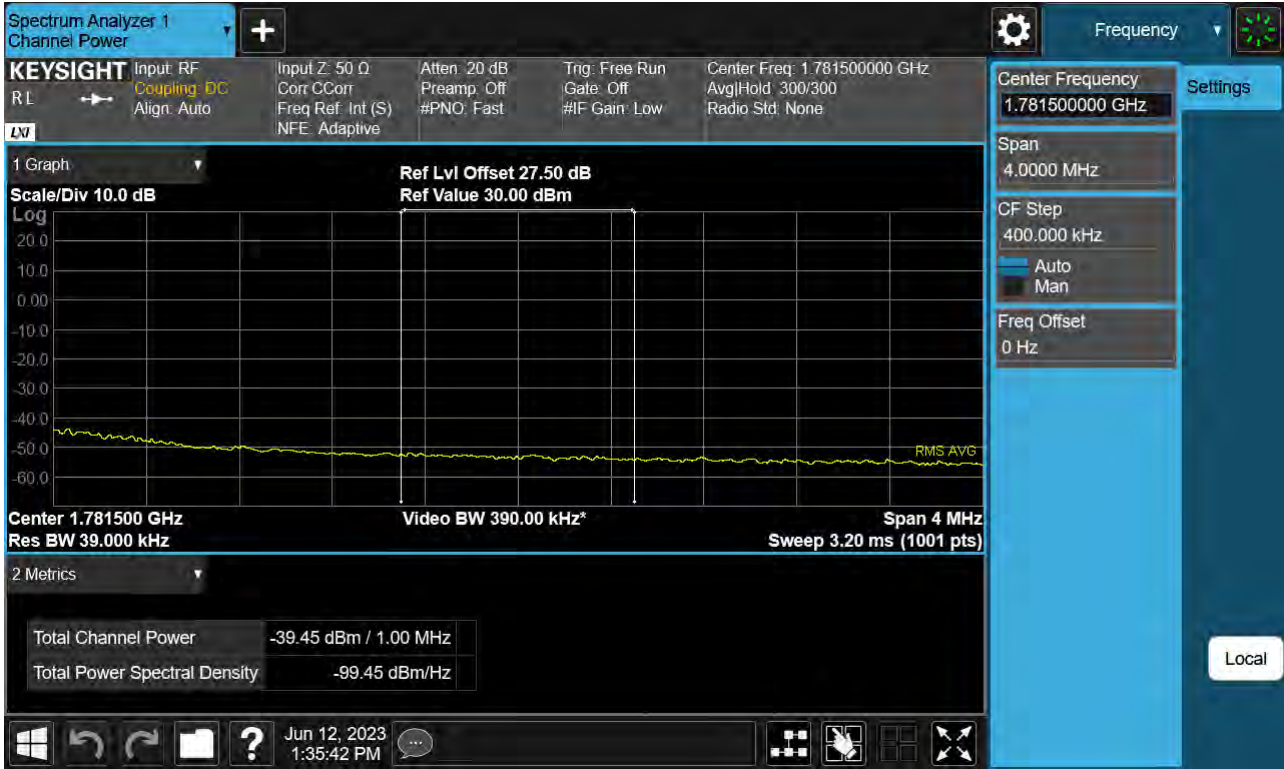 Spectrum Analyzer 1
Channel Power
+
Frequency
KEYSIGHT
R L
LXI
Input: RF
Coupling: DC
Align: Auto
Input Z: 50 Ω
Corr CCorr
Freq Ref: Int (S)
NFE: Adaptive
Atten: 20 dB
Preamp: Off
#PNO: Fast
Trig: Free Run
Gate: Off
#IF Gain: Low
Center Freq: 1.781500000 GHz
Avg|Hold: 300/300
Radio Std: None
Center Frequency
1.781500000 GHz
Settings
Span
4.0000 MHz
CF Step
400.000 kHz
Auto
Man
Freq Offset
0 Hz
1 Graph
Scale/Div 10.0 dB
Ref Lvl Offset 27.50 dB
Ref Value 30.00 dBm
Log
20.0
10.0
0.00
-10.0
-20.0
-30.0
-40.0
-50.0
-60.0
RMS AVG
Center 1.781500 GHz
Video BW 390.00 kHz*
Span 4 MHz
Res BW 39.000 kHz
Sweep 3.20 ms (1001 pts)
2 Metrics
Total Channel Power -39.45 dBm / 1.00 MHz
Total Power Spectral Density -99.45 dBm/Hz
Local
?
Jun 12, 2023
1:35:42 PM